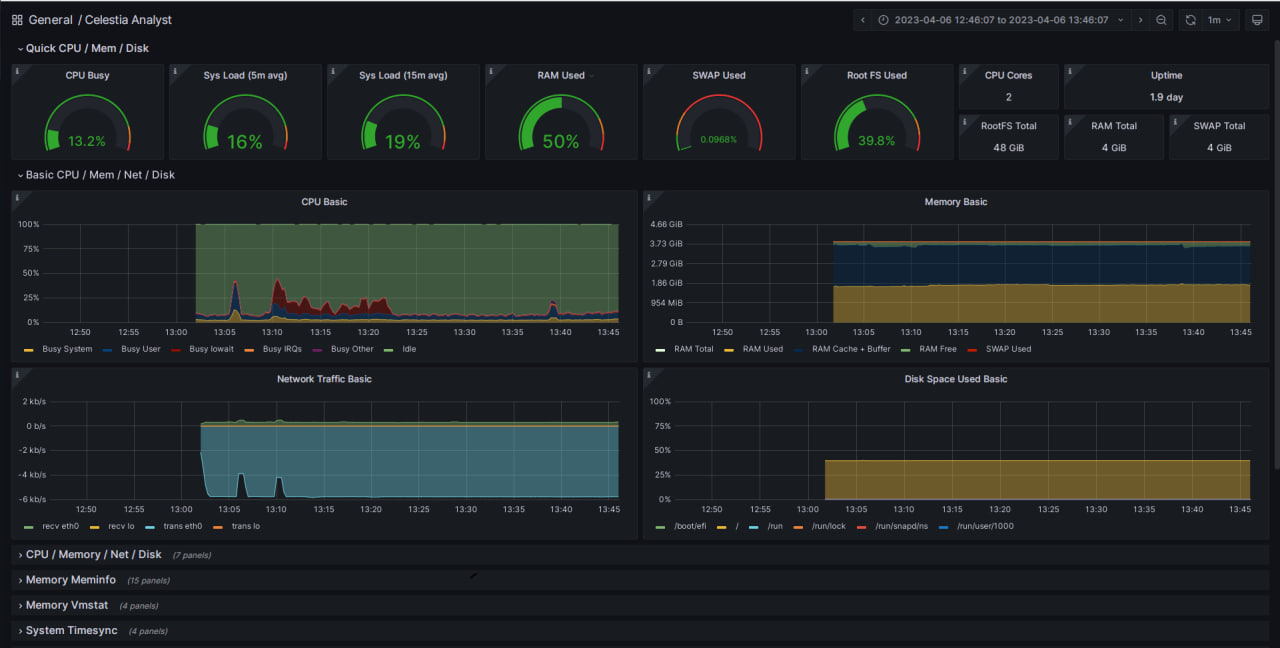 General / Celestia Analyst
2023-04-06 12:46:07 to 2023-04-06 13:46:07
1m
Quick CPU / Mem / Disk
CPU Busy
13.2%
Sys Load (5m avg)
16%
Sys Load (15m avg)
19%
RAM Used
50%
SWAP Used
0.0968%
Root FS Used
39.8%
CPU Cores
2
Uptime
1.9 day
RootFS Total
48 GiB
RAM Total
4 GiB
SWAP Total
4 GiB
Basic CPU / Mem / Net / Disk
CPU Basic
100%
75%
50%
25%
0%
12:50 12:55 13:00 13:05 13:10 13:15 13:20 13:25 13:30 13:35 13:40 13:45
Busy System Busy User Busy Iowait Busy IRQs Busy Other Idle
Memory Basic
4.66 GiB
3.73 GiB
2.79 GiB
1.86 GiB
954 MiB
0 B
12:50 12:55 13:00 13:05 13:10 13:15 13:20 13:25 13:30 13:35 13:40 13:45
RAM Total RAM Used RAM Cache + Buffer RAM Free SWAP Used
Network Traffic Basic
2 kb/s
0 b/s
-2 kb/s
-4 kb/s
-6 kb/s
12:50 12:55 13:00 13:05 13:10 13:15 13:20 13:25 13:30 13:35 13:40 13:45
recv eth0 recv lo trans eth0 trans lo
Disk Space Used Basic
100%
75%
50%
25%
0%
12:50 12:55 13:00 13:05 13:10 13:15 13:20 13:25 13:30 13:35 13:40 13:45
/boot/efi / /run /run/lock /run/snapd/ns /run/user/1000
CPU / Memory / Net / Disk (7 panels)
Memory Meminfo (15 panels)
Memory Vmstat (4 panels)
System Timesync (4 panels)